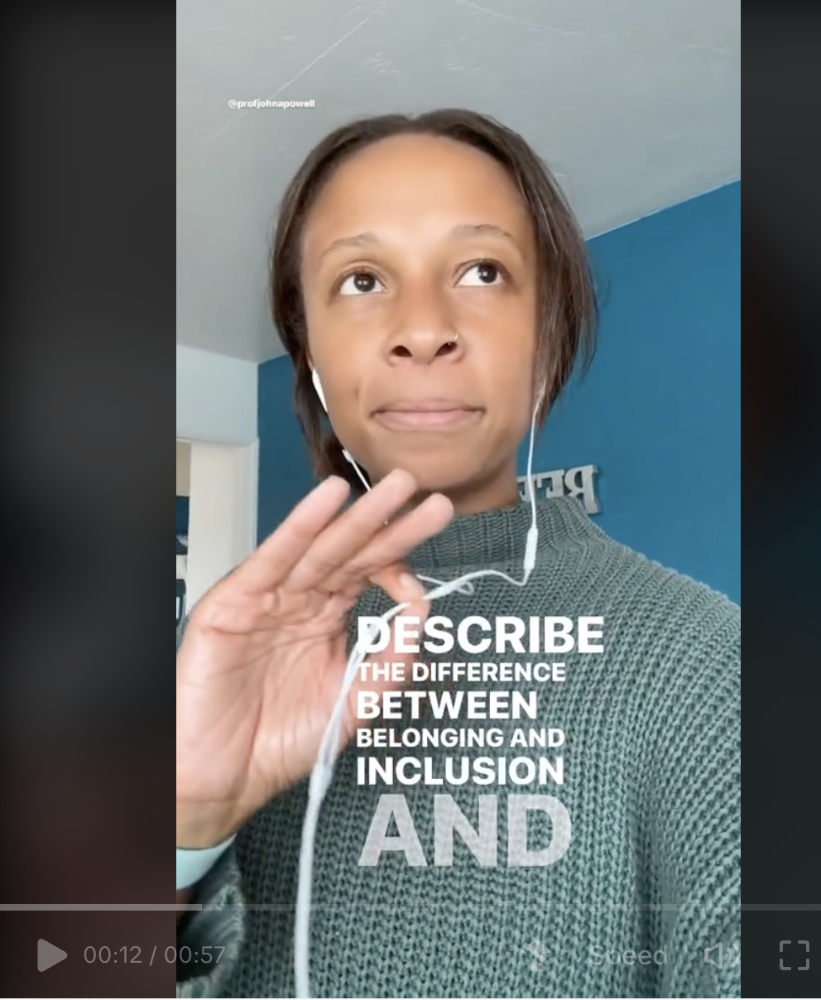 @profjohnapowell
DESCRIBE
THE DIFFERENCE
BETWEEN
BELONGING AND
INCLUSION
AND
00:12 / 00:57
Speed